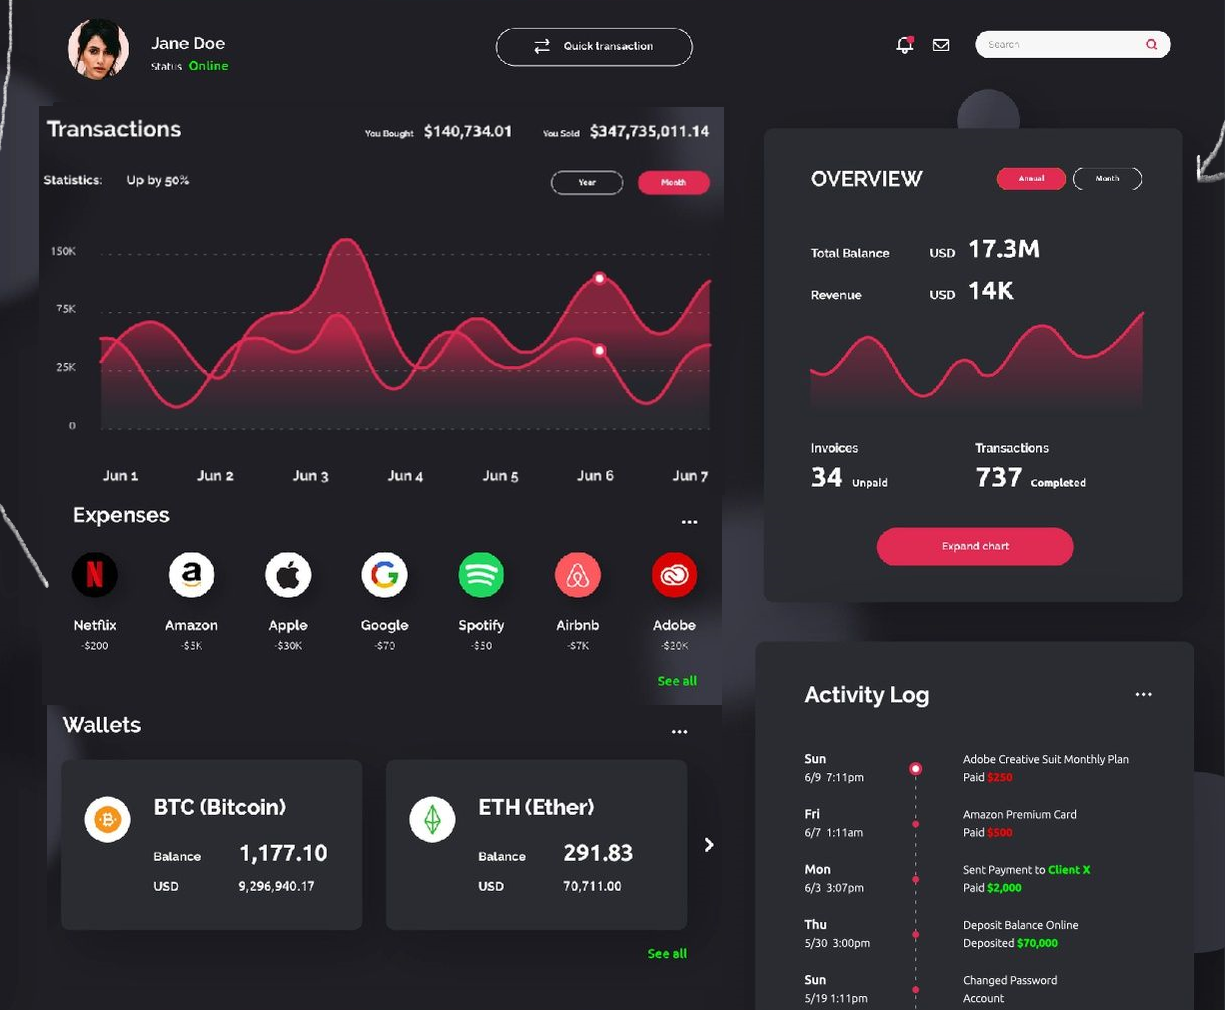 Jane Doe
Status Online
Quick transaction
Search
Transactions
You Bought $140,734.01 You Sold $347,735,011.14
Statistics: Up by 50%
Year Month
150K
75K
25K
0
Jun 1 Jun 2 Jun 3 Jun 4 Jun 5 Jun 6 Jun 7
Expenses
Netflix Amazon Apple Google Spotify Airbnb Adobe
-$200 -$3K -$30K -$70 -$50 -$7K -$20K
See all
Wallets
BTC (Bitcoin)
Balance 1,177.10
USD 9,296,940.17
ETH (Ether)
Balance 291.83
USD 70,711.00
See all
OVERVIEW
Annual Month
Total Balance USD 17.3M
Revenue USD 14K
Invoices
34 Unpaid
Transactions
737 Completed
Expand chart
Activity Log
Sun
6/9 7:11pm
Adobe Creative Suit Monthly Plan
Paid $250
Fri
6/7 1:11am
Amazon Premium Card
Paid $500
Mon
6/3 3:07pm
Sent Payment to Client X
Paid $2,000
Thu
5/30 3:00pm
Deposit Balance Online
Deposited $70,000
Sun
5/19 1:11pm
Changed Password
Account